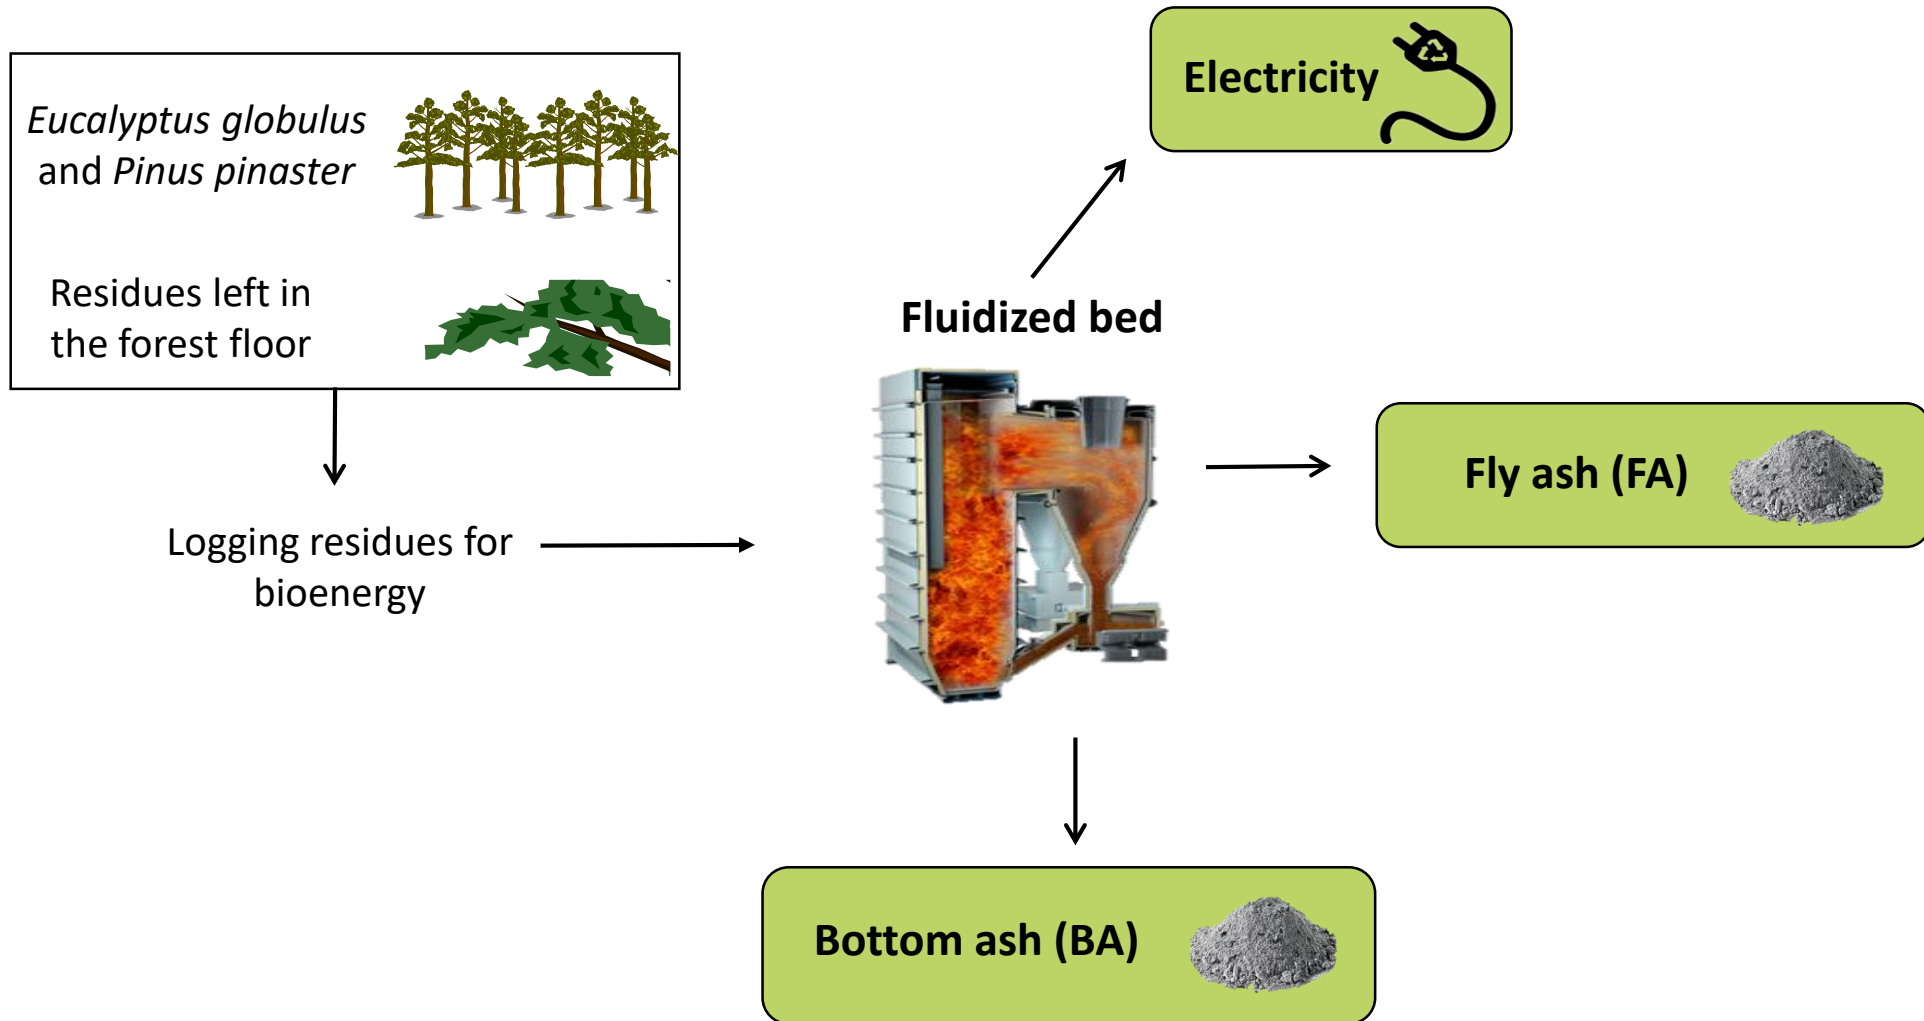 Eucalyptus globulus
and Pinus pinaster
Residues left in
the forest floor
Logging residues for
bioenergy
Fluidized bed
Electricity
Fly ash (FA)
Bottom ash (BA)